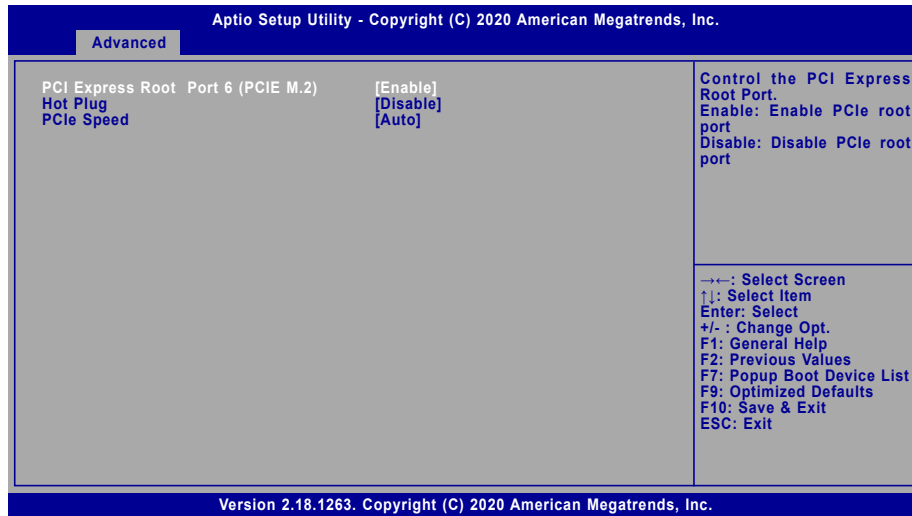 Aptio Setup Utility - Copyright (C) 2020 American Megatrends, Inc.
Advanced
PCI Express Root Port 6 (PCIE M.2) [Enable]
Hot Plug [Disable]
PCIe Speed [Auto]
Control the PCI Express
Root Port.
Enable: Enable PCIe root
port
Disable: Disable PCIe root
port
→←: Select Screen
↑↓: Select Item
Enter: Select
+/- : Change Opt.
F1: General Help
F2: Previous Values
F7: Popup Boot Device List
F9: Optimized Defaults
F10: Save & Exit
ESC: Exit
Version 2.18.1263. Copyright (C) 2020 American Megatrends, Inc.